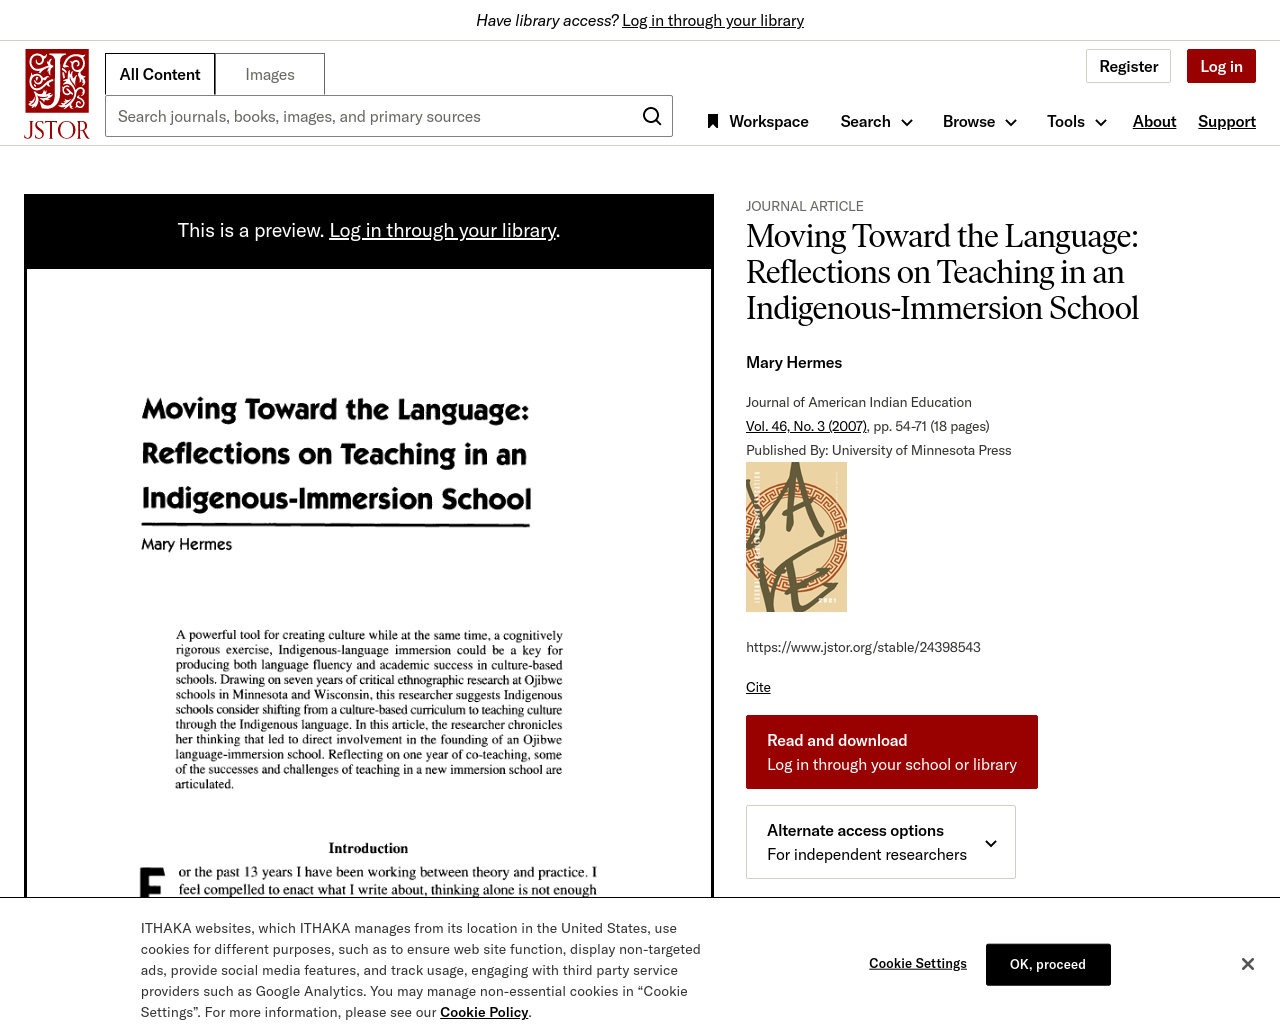 Have library access? Log in through your library
JSTOR
All Content
Images
Register
Log in
Search journals, books, images, and primary sources
Workspace
Search
Browse
Tools
About
Support
This is a preview. Log in through your library.
Moving Toward the Language:
Reflections on Teaching in an
Indigenous-Immersion School
Mary Hermes
A powerful tool for creating culture while at the same time, a cognitively
rigorous exercise, Indigenous-language immersion could be a key for
producing both language fluency and academic success in culture-based
schools. Drawing on seven years of critical ethnographic research at Ojibwe
schools in Minnesota and Wisconsin, this researcher suggests Indigenous
schools consider shifting from a culture-based curriculum to teaching culture
through the Indigenous language. In this article, the researcher chronicles
her thinking that led to direct involvement in the founding of an Ojibwe
language-immersion school. Reflecting on one year of co-teaching, some
of the successes and challenges of teaching in a new immersion school are
articulated.
Introduction
For the past 13 years I have been working between theory and practice. I
feel compelled to enact what I write about, thinking alone is not enough
JOURNAL ARTICLE
Moving Toward the Language:
Reflections on Teaching in an
Indigenous-Immersion School
Mary Hermes
Journal of American Indian Education
Vol. 46, No. 3 (2007), pp. 54-71 (18 pages)
Published By: University of Minnesota Press
https://www.jstor.org/stable/24398543
Cite
Read and download
Log in through your school or library
Alternate access options
For independent researchers
ITHAKA websites, which ITHAKA manages from its location in the United States, use
cookies for different purposes, such as to ensure web site function, display non-targeted
ads, provide social media features, and track usage, engaging with third party service
providers such as Google Analytics. You may manage non-essential cookies in “Cookie
Settings”. For more information, please see our Cookie Policy.
Cookie Settings
OK, proceed